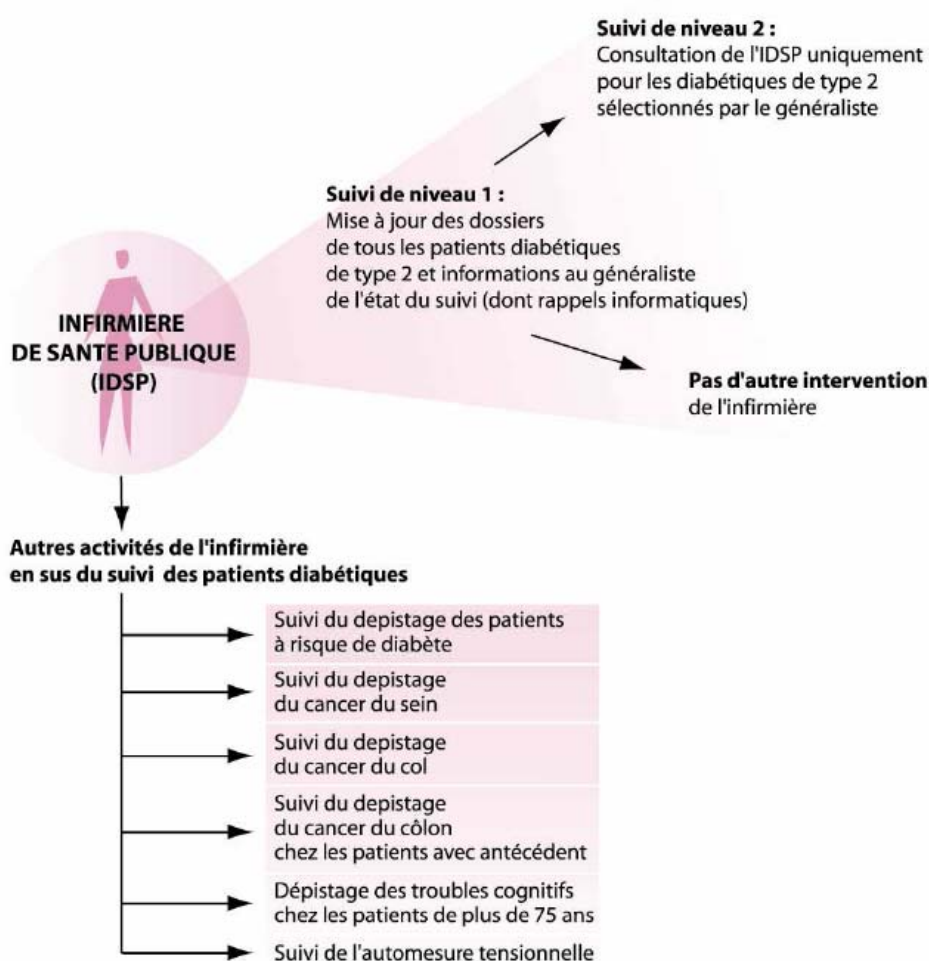 Suivi de niveau 2 :
Consultation de l'IDSP uniquement
pour les diabétiques de type 2
sélectionnés par le généraliste
Suivi de niveau 1 :
Mise à jour des dossiers
de tous les patients diabétiques
de type 2 et informations au généraliste
de l'état du suivi (dont rappels informatiques)
INFIRMIERE
DE SANTE PUBLIQUE
(IDSP)
Pas d'autre intervention
de l'infirmière
Autres activités de l'infirmière
en sus du suivi des patients diabétiques
Suivi du depistage des patients
à risque de diabète
Suivi du depistage
du cancer du sein
Suivi du depistage
du cancer du col
Suivi du depistage
du cancer du côlon
chez les patients avec antécédent
Dépistage des troubles cognitifs
chez les patients de plus de 75 ans
Suivi de l'automesure tensionnelle